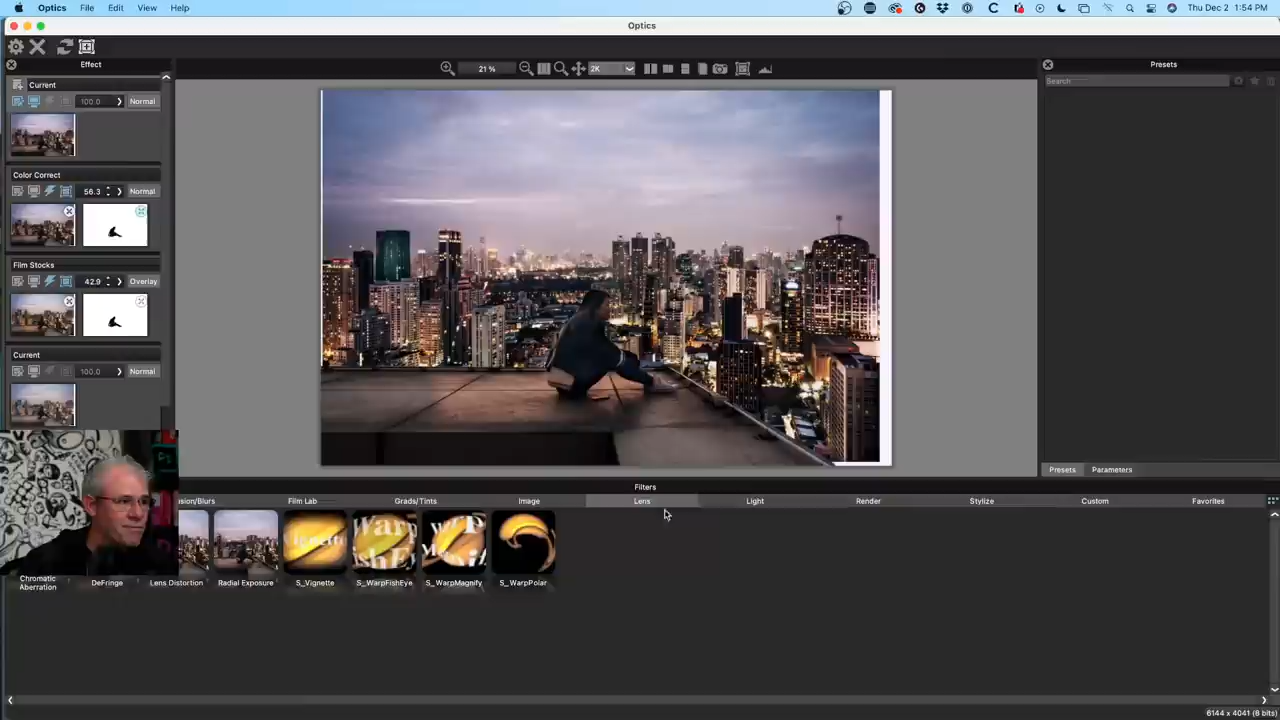 Optics File Edit View Help
Thu Dec 2 1:54 PM
Optics
Effect
21 %
2K
Presets
Current
Search
100.0 Normal
Color Correct
56.3 Normal
Film Stocks
42.9 Overlay
Current
100.0 Normal
Presets Parameters
Filters
sion/Blurs Film Lab Grads/Tints Image Lens Light Render Stylize Custom Favorites
Chromatic
Aberration
DeFringe
Lens Distortion
Radial Exposure
S_Vignette
S_WarpFishEye
S_WarpMagnify
S_WarpPolar
6144 x 4041 (8 bits)